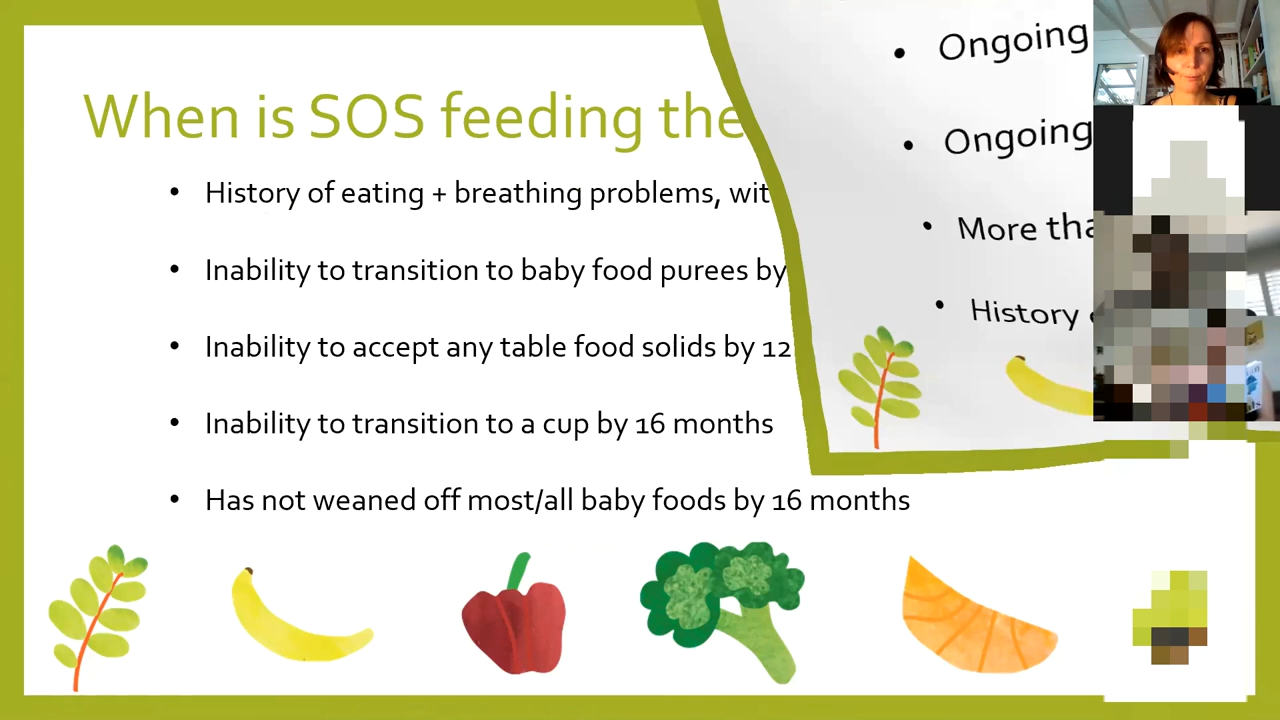 When is SOS feeding the
• History of eating + breathing problems, wit
• Inability to transition to baby food purees by
• Inability to accept any table food solids by 12
• Inability to transition to a cup by 16 months
• Has not weaned off most/all baby foods by 16 months
• Ongoing
• Ongoing
• More tha
• History